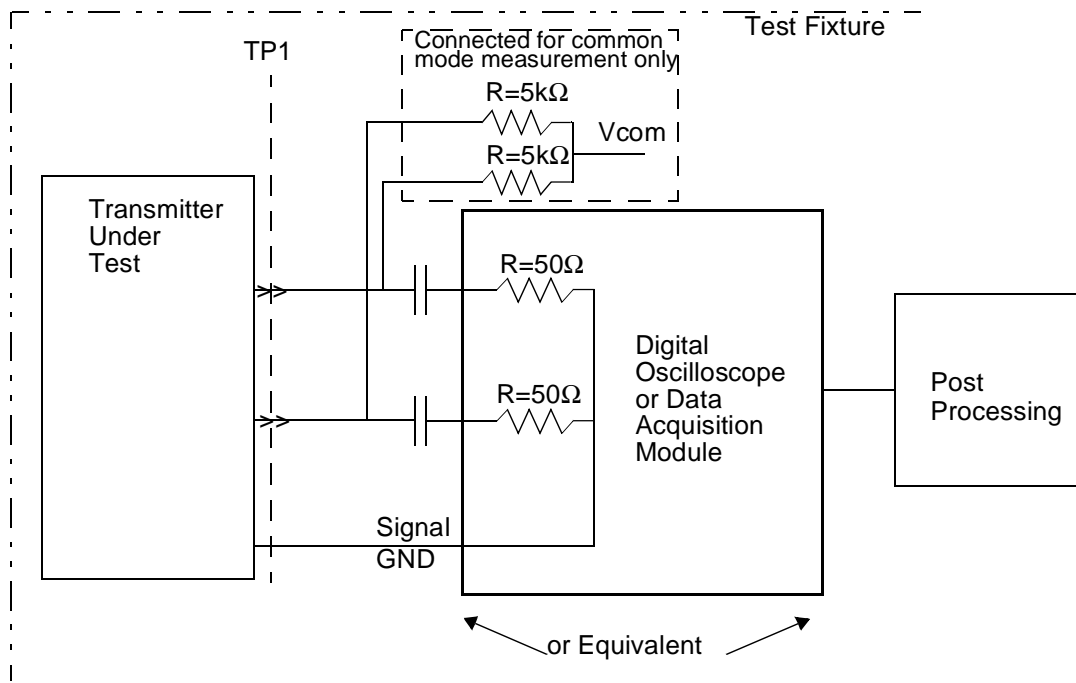 Test Fixture
TP1
Connected for common
mode measurement only
R=5kΩ
Vcom
R=5kΩ
Transmitter
Under
Test
R=50Ω
R=50Ω
Digital
Oscilloscope
or Data
Acquisition
Module
Post
Processing
Signal
GND
or Equivalent